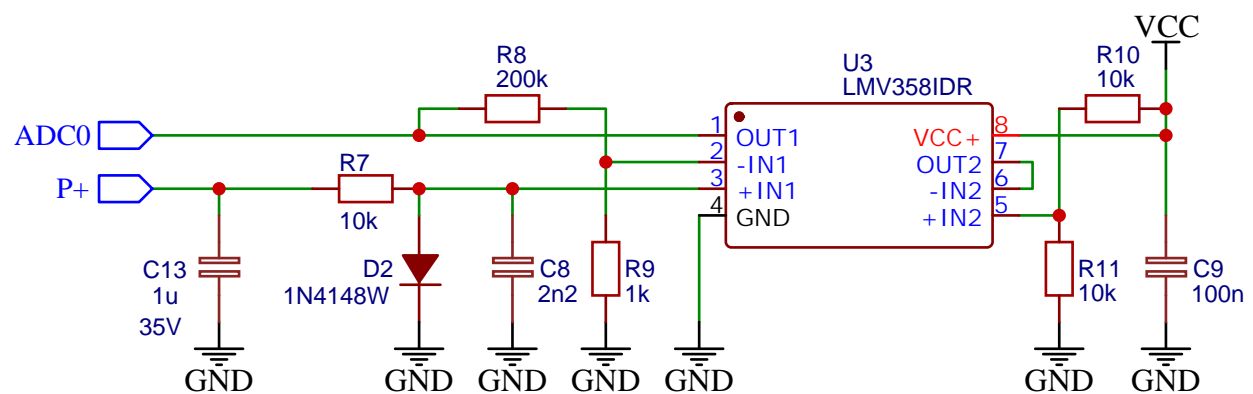 VCC
R8
200k
U3
LMV358IDR
R10
10k
ADC0
1
OUT1
VCC+
8
2
-IN1
OUT2
7
P+
R7
10k
3
+IN1
-IN2
6
4
GND
+IN2
5
C13
1u
35V
D2
1N4148W
C8
2n2
R9
1k
R11
10k
C9
100n
GND
GND
GND
GND
GND
GND
GND